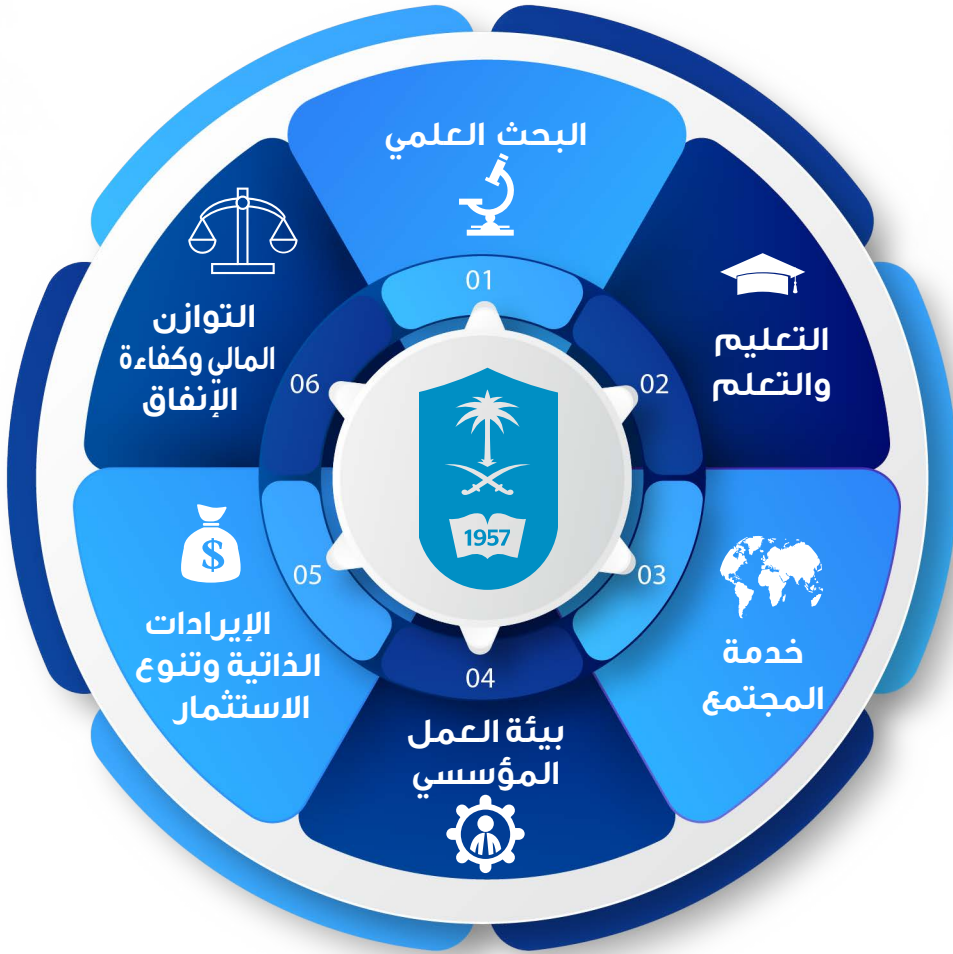 البحث العلمي
01
التعليم
والتعلم
02
خدمة
المجتمع
03
04
بيئة العمل
المؤسسي
05
الإيرادات
الذاتية وتنوع
الاستثمار
06
التوازن
المالي وكفاءة
الإنفاق
1957
$